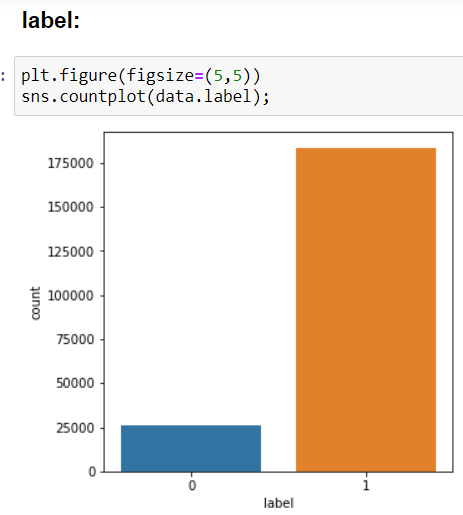 label:
: plt.figure(figsize=(5,5))
sns.countplot(data.label);
175000
150000
125000
100000
75000
50000
25000
0
count
0 1
label